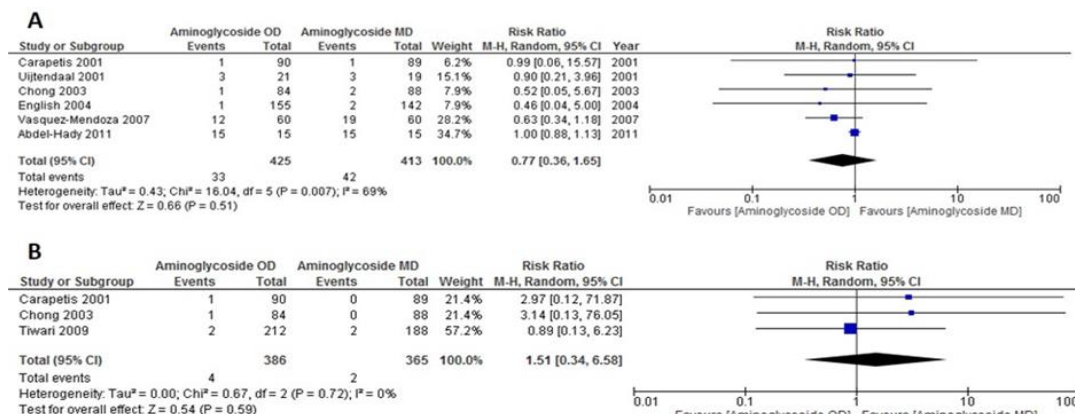 A
Aminoglycoside OD Aminoglycoside MD Risk Ratio Risk Ratio
Study or Subgroup Events Total Events Total Weight M-H, Random, 95% CI Year M-H, Random, 95% CI
Carapetis 2001 1 90 1 89 6.2% 0.99 [0.06, 15.57] 2001
Uijtendaal 2001 3 21 3 19 15.1% 0.90 [0.21, 3.96] 2001
Chong 2003 1 84 2 88 7.9% 0.52 [0.05, 5.67] 2003
English 2004 1 155 2 142 7.9% 0.46 [0.04, 5.00] 2004
Vasquez-Mendoza 2007 12 60 19 60 28.2% 0.63 [0.34, 1.18] 2007
Abdel-Hady 2011 15 15 15 15 34.7% 1.00 [0.88, 1.13] 2011
Total (95% CI) 425 413 100.0% 0.77 [0.36, 1.65]
Total events 33 42
Heterogeneity: Tau² = 0.43; Chi² = 16.04, df = 5 (P = 0.007); I² = 69%
Test for overall effect: Z = 0.66 (P = 0.51)
0.01 0.1 1 10 100
Favours [Aminoglycoside OD] Favours [Aminoglycoside MD]
B
Aminoglycoside OD Aminoglycoside MD Risk Ratio Risk Ratio
Study or Subgroup Events Total Events Total Weight M-H, Random, 95% CI M-H, Random, 95% CI
Carapetis 2001 1 90 0 89 21.4% 2.97 [0.12, 71.87]
Chong 2003 1 84 0 88 21.4% 3.14 [0.13, 76.05]
Tiwari 2009 2 212 2 188 57.2% 0.89 [0.13, 6.23]
Total (95% CI) 386 365 100.0% 1.51 [0.34, 6.58]
Total events 4 2
Heterogeneity: Tau² = 0.00; Chi² = 0.67, df = 2 (P = 0.72); I² = 0%
Test for overall effect: Z = 0.54 (P = 0.59)
0.01 0.1 1 10 100
Favours [Aminoglycoside OD] Favours [Aminoglycoside MD]